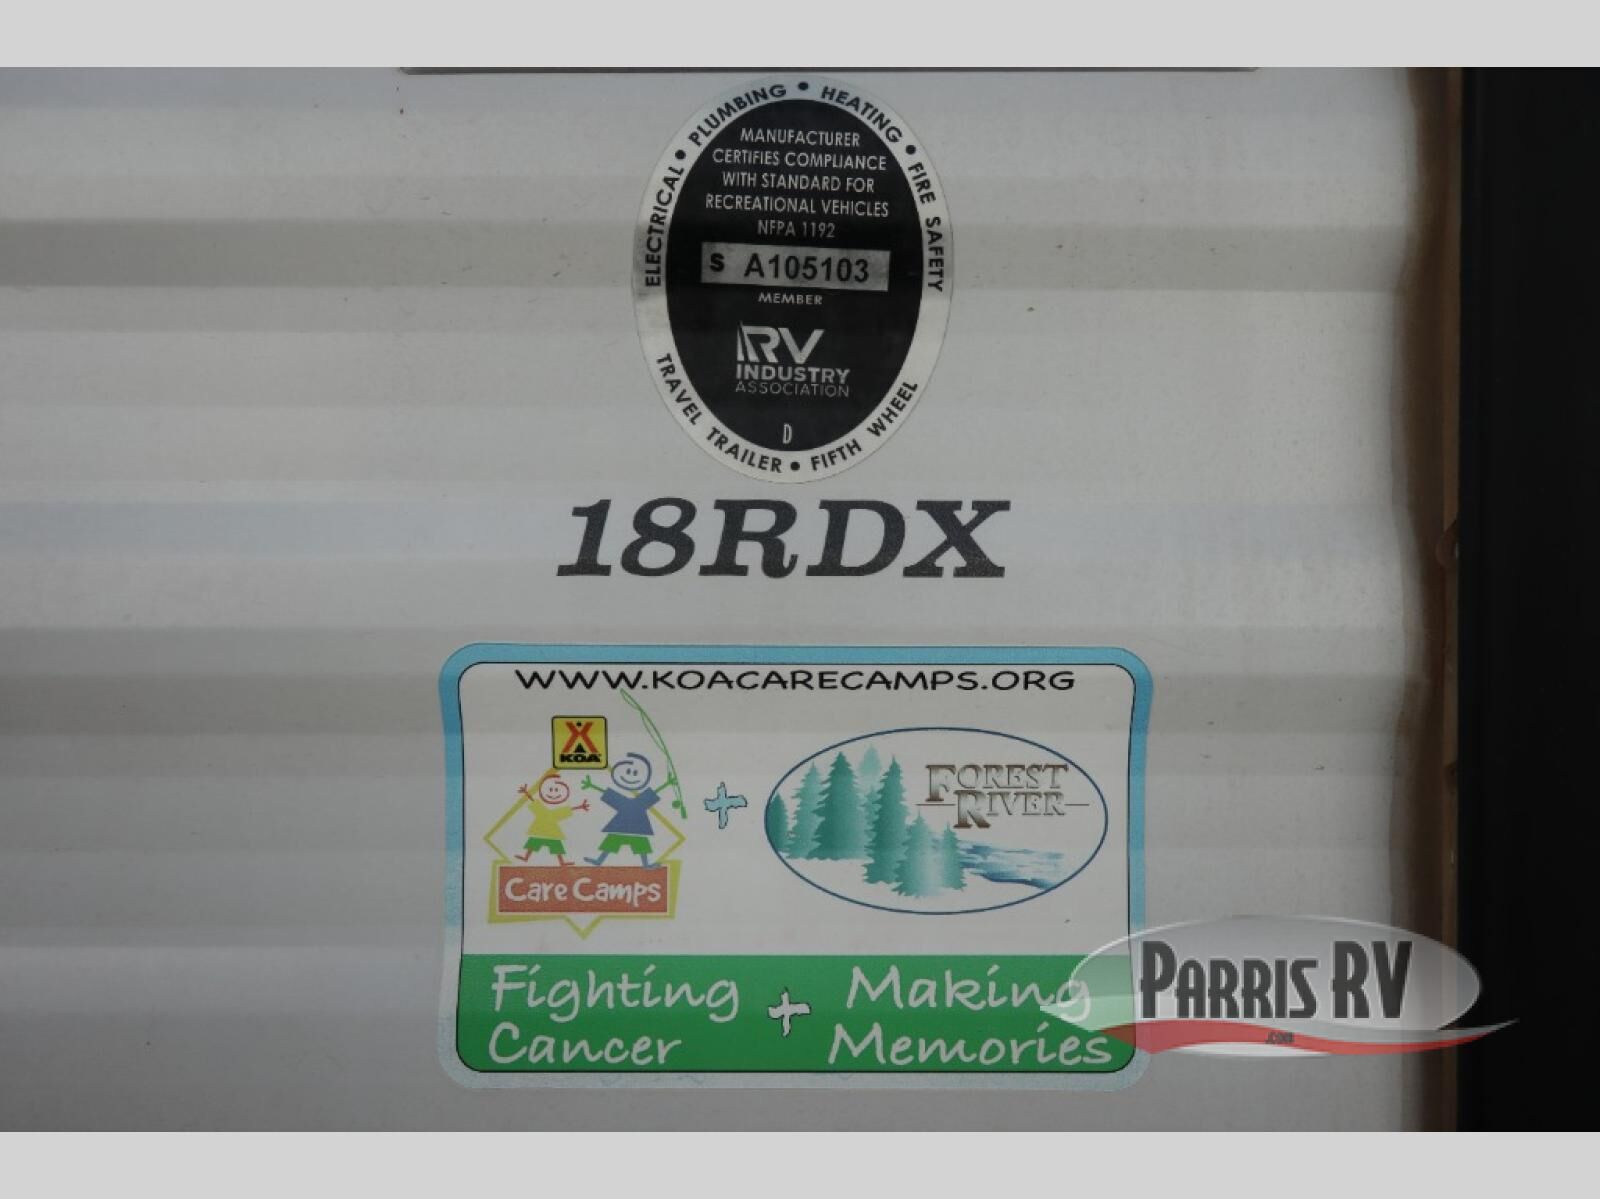 ELECTRICAL • PLUMBING • HEATING • FIRE SAFETY
MANUFACTURER
CERTIFIES COMPLIANCE
WITH STANDARD FOR
RECREATIONAL VEHICLES
NFPA 1192
S A105103
MEMBER
RV
INDUSTRY
ASSOCIATION
D
TRAVEL TRAILER • FIFTH WHEEL
18RDX
WWW.KOACARECAMPS.ORG
KOA
Care Camps
+
FOREST
RIVER
Fighting + Making
Cancer Memories
PARRIS RV
.COM